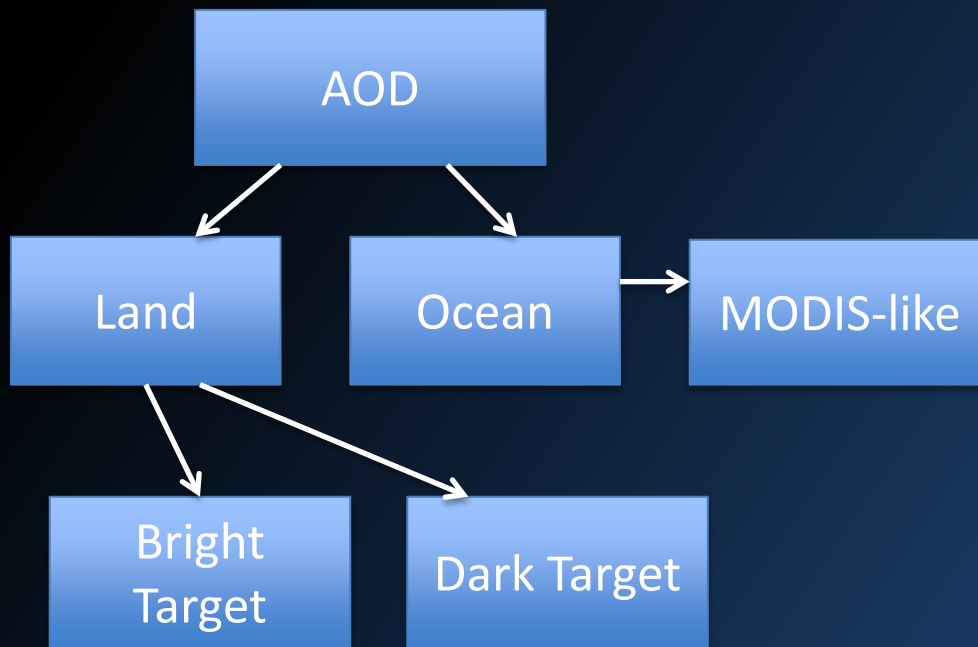 AOD
Land
Ocean
MODIS-like
Bright
Target
Dark Target